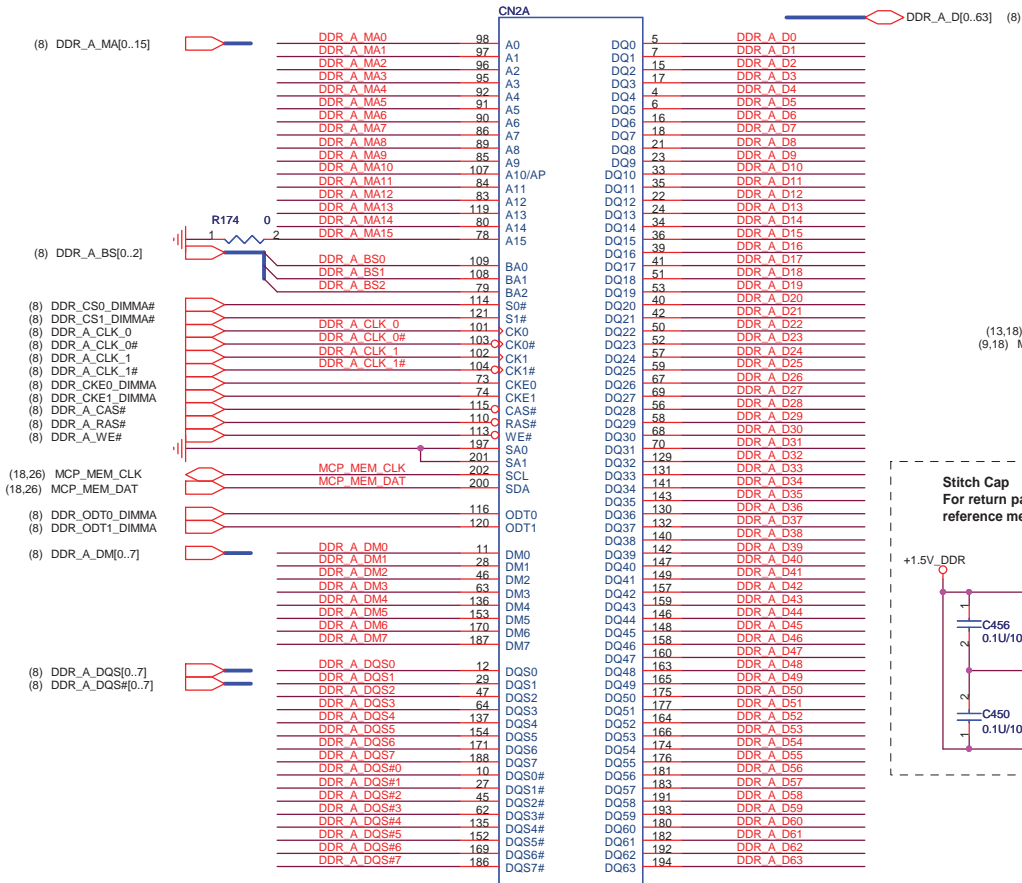 CN2A
DDR_A_D[0..63] (8)
(8) DDR_A_MA[0..15]
DDR_A_MA0 98 A0 DQ0 5 DDR_A_D0
DDR_A_MA1 97 A1 DQ1 7 DDR_A_D1
DDR_A_MA2 96 A2 DQ2 15 DDR_A_D2
DDR_A_MA3 95 A3 DQ3 17 DDR_A_D3
DDR_A_MA4 92 A4 DQ4 4 DDR_A_D4
DDR_A_MA5 91 A5 DQ5 6 DDR_A_D5
DDR_A_MA6 90 A6 DQ6 16 DDR_A_D6
DDR_A_MA7 86 A7 DQ7 18 DDR_A_D7
DDR_A_MA8 89 A8 DQ8 21 DDR_A_D8
DDR_A_MA9 85 A9 DQ9 23 DDR_A_D9
DDR_A_MA10 107 A10/AP DQ10 33 DDR_A_D10
DDR_A_MA11 84 A11 DQ11 35 DDR_A_D11
DDR_A_MA12 83 A12 DQ12 22 DDR_A_D12
DDR_A_MA13 119 A13 DQ13 24 DDR_A_D13
DDR_A_MA14 80 A14 DQ14 34 DDR_A_D14
R174 0
1 2 DDR_A_MA15 78 A15 DQ15 36 DDR_A_D15
DQ16 39 DDR_A_D16
(8) DDR_A_BS[0..2]
DDR_A_BS0 109 BA0 DQ17 41 DDR_A_D17
DDR_A_BS1 108 BA1 DQ18 51 DDR_A_D18
DDR_A_BS2 79 BA2 DQ19 53 DDR_A_D19
(8) DDR_CS0_DIMMA# 114 S0# DQ20 40 DDR_A_D20
(8) DDR_CS1_DIMMA# 121 S1# DQ21 42 DDR_A_D21
(8) DDR_A_CLK_0 DDR_A_CLK_0 101 CK0 DQ22 50 DDR_A_D22
(8) DDR_A_CLK_0# DDR_A_CLK_0# 103 CK0# DQ23 52 DDR_A_D23
(8) DDR_A_CLK_1 DDR_A_CLK_1 102 CK1 DQ24 57 DDR_A_D24
(8) DDR_A_CLK_1# DDR_A_CLK_1# 104 CK1# DQ25 59 DDR_A_D25
(8) DDR_CKE0_DIMMA 73 CKE0 DQ26 67 DDR_A_D26
(8) DDR_CKE1_DIMMA 74 CKE1 DQ27 69 DDR_A_D27
(8) DDR_A_CAS# 115 CAS# DQ28 56 DDR_A_D28
(8) DDR_A_RAS# 110 RAS# DQ29 58 DDR_A_D29
(8) DDR_A_WE# 113 WE# DQ30 68 DDR_A_D30
197 SA0 DQ31 70 DDR_A_D31
201 SA1 DQ32 129 DDR_A_D32
(18,26) MCP_MEM_CLK MCP_MEM_CLK 202 SCL DQ33 131 DDR_A_D33
(18,26) MCP_MEM_DAT MCP_MEM_DAT 200 SDA DQ34 141 DDR_A_D34
DQ35 143 DDR_A_D35
(8) DDR_ODT0_DIMMA 116 ODT0 DQ36 130 DDR_A_D36
(8) DDR_ODT1_DIMMA 120 ODT1 DQ37 132 DDR_A_D37
DQ38 140 DDR_A_D38
(8) DDR_A_DM[0..7]
DDR_A_DM0 11 DM0 DQ39 142 DDR_A_D39
DDR_A_DM1 28 DM1 DQ40 147 DDR_A_D40
DDR_A_DM2 46 DM2 DQ41 149 DDR_A_D41
DDR_A_DM3 63 DM3 DQ42 157 DDR_A_D42
DDR_A_DM4 136 DM4 DQ43 159 DDR_A_D43
DDR_A_DM5 153 DM5 DQ44 146 DDR_A_D44
DDR_A_DM6 170 DM6 DQ45 148 DDR_A_D45
DDR_A_DM7 187 DM7 DQ46 158 DDR_A_D46
DQ47 160 DDR_A_D47
(8) DDR_A_DQS[0..7]
(8) DDR_A_DQS#[0..7]
DDR_A_DQS0 12 DQS0 DQ48 163 DDR_A_D48
DDR_A_DQS1 29 DQS1 DQ49 165 DDR_A_D49
DDR_A_DQS2 47 DQS2 DQ50 175 DDR_A_D50
DDR_A_DQS3 64 DQS3 DQ51 177 DDR_A_D51
DDR_A_DQS4 137 DQS4 DQ52 164 DDR_A_D52
DDR_A_DQS5 154 DQS5 DQ53 166 DDR_A_D53
DDR_A_DQS6 171 DQS6 DQ54 174 DDR_A_D54
DDR_A_DQS7 188 DQS7 DQ55 176 DDR_A_D55
DDR_A_DQS#0 10 DQS0# DQ56 181 DDR_A_D56
DDR_A_DQS#1 27 DQS1# DQ57 183 DDR_A_D57
DDR_A_DQS#2 45 DQS2# DQ58 191 DDR_A_D58
DDR_A_DQS#3 62 DQS3# DQ59 193 DDR_A_D59
DDR_A_DQS#4 135 DQS4# DQ60 180 DDR_A_D60
DDR_A_DQS#5 152 DQS5# DQ61 182 DDR_A_D61
DDR_A_DQS#6 169 DQS6# DQ62 192 DDR_A_D62
DDR_A_DQS#7 186 DQS7# DQ63 194 DDR_A_D63
(13,18)
(9,18) M
Stitch Cap
For return pa
reference me
+1.5V_DDR
1
C456
0.1U/10
2
2
C450
0.1U/10
1